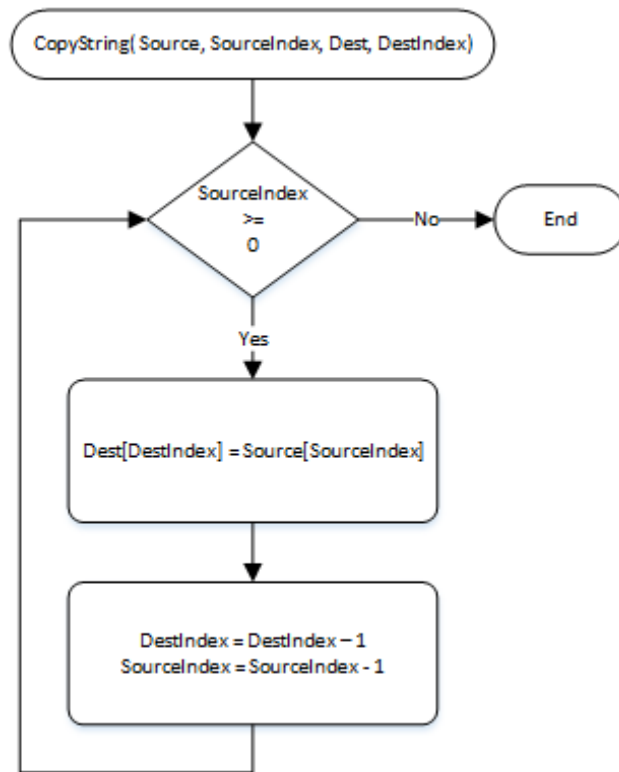 CopyString( Source, SourceIndex, Dest, DestIndex)
SourceIndex
>=
0
No
End
Yes
Dest[DestIndex] = Source[SourceIndex]
DestIndex = DestIndex – 1
SourceIndex = SourceIndex - 1